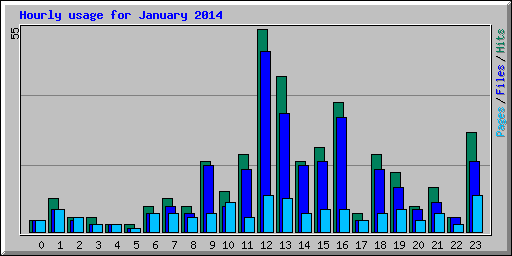 Hourly usage for January 2014
55
Pages / Files / Hits
0 1 2 3 4 5 6 7 8 9 10 11 12 13 14 15 16 17 18 19 20 21 22 23